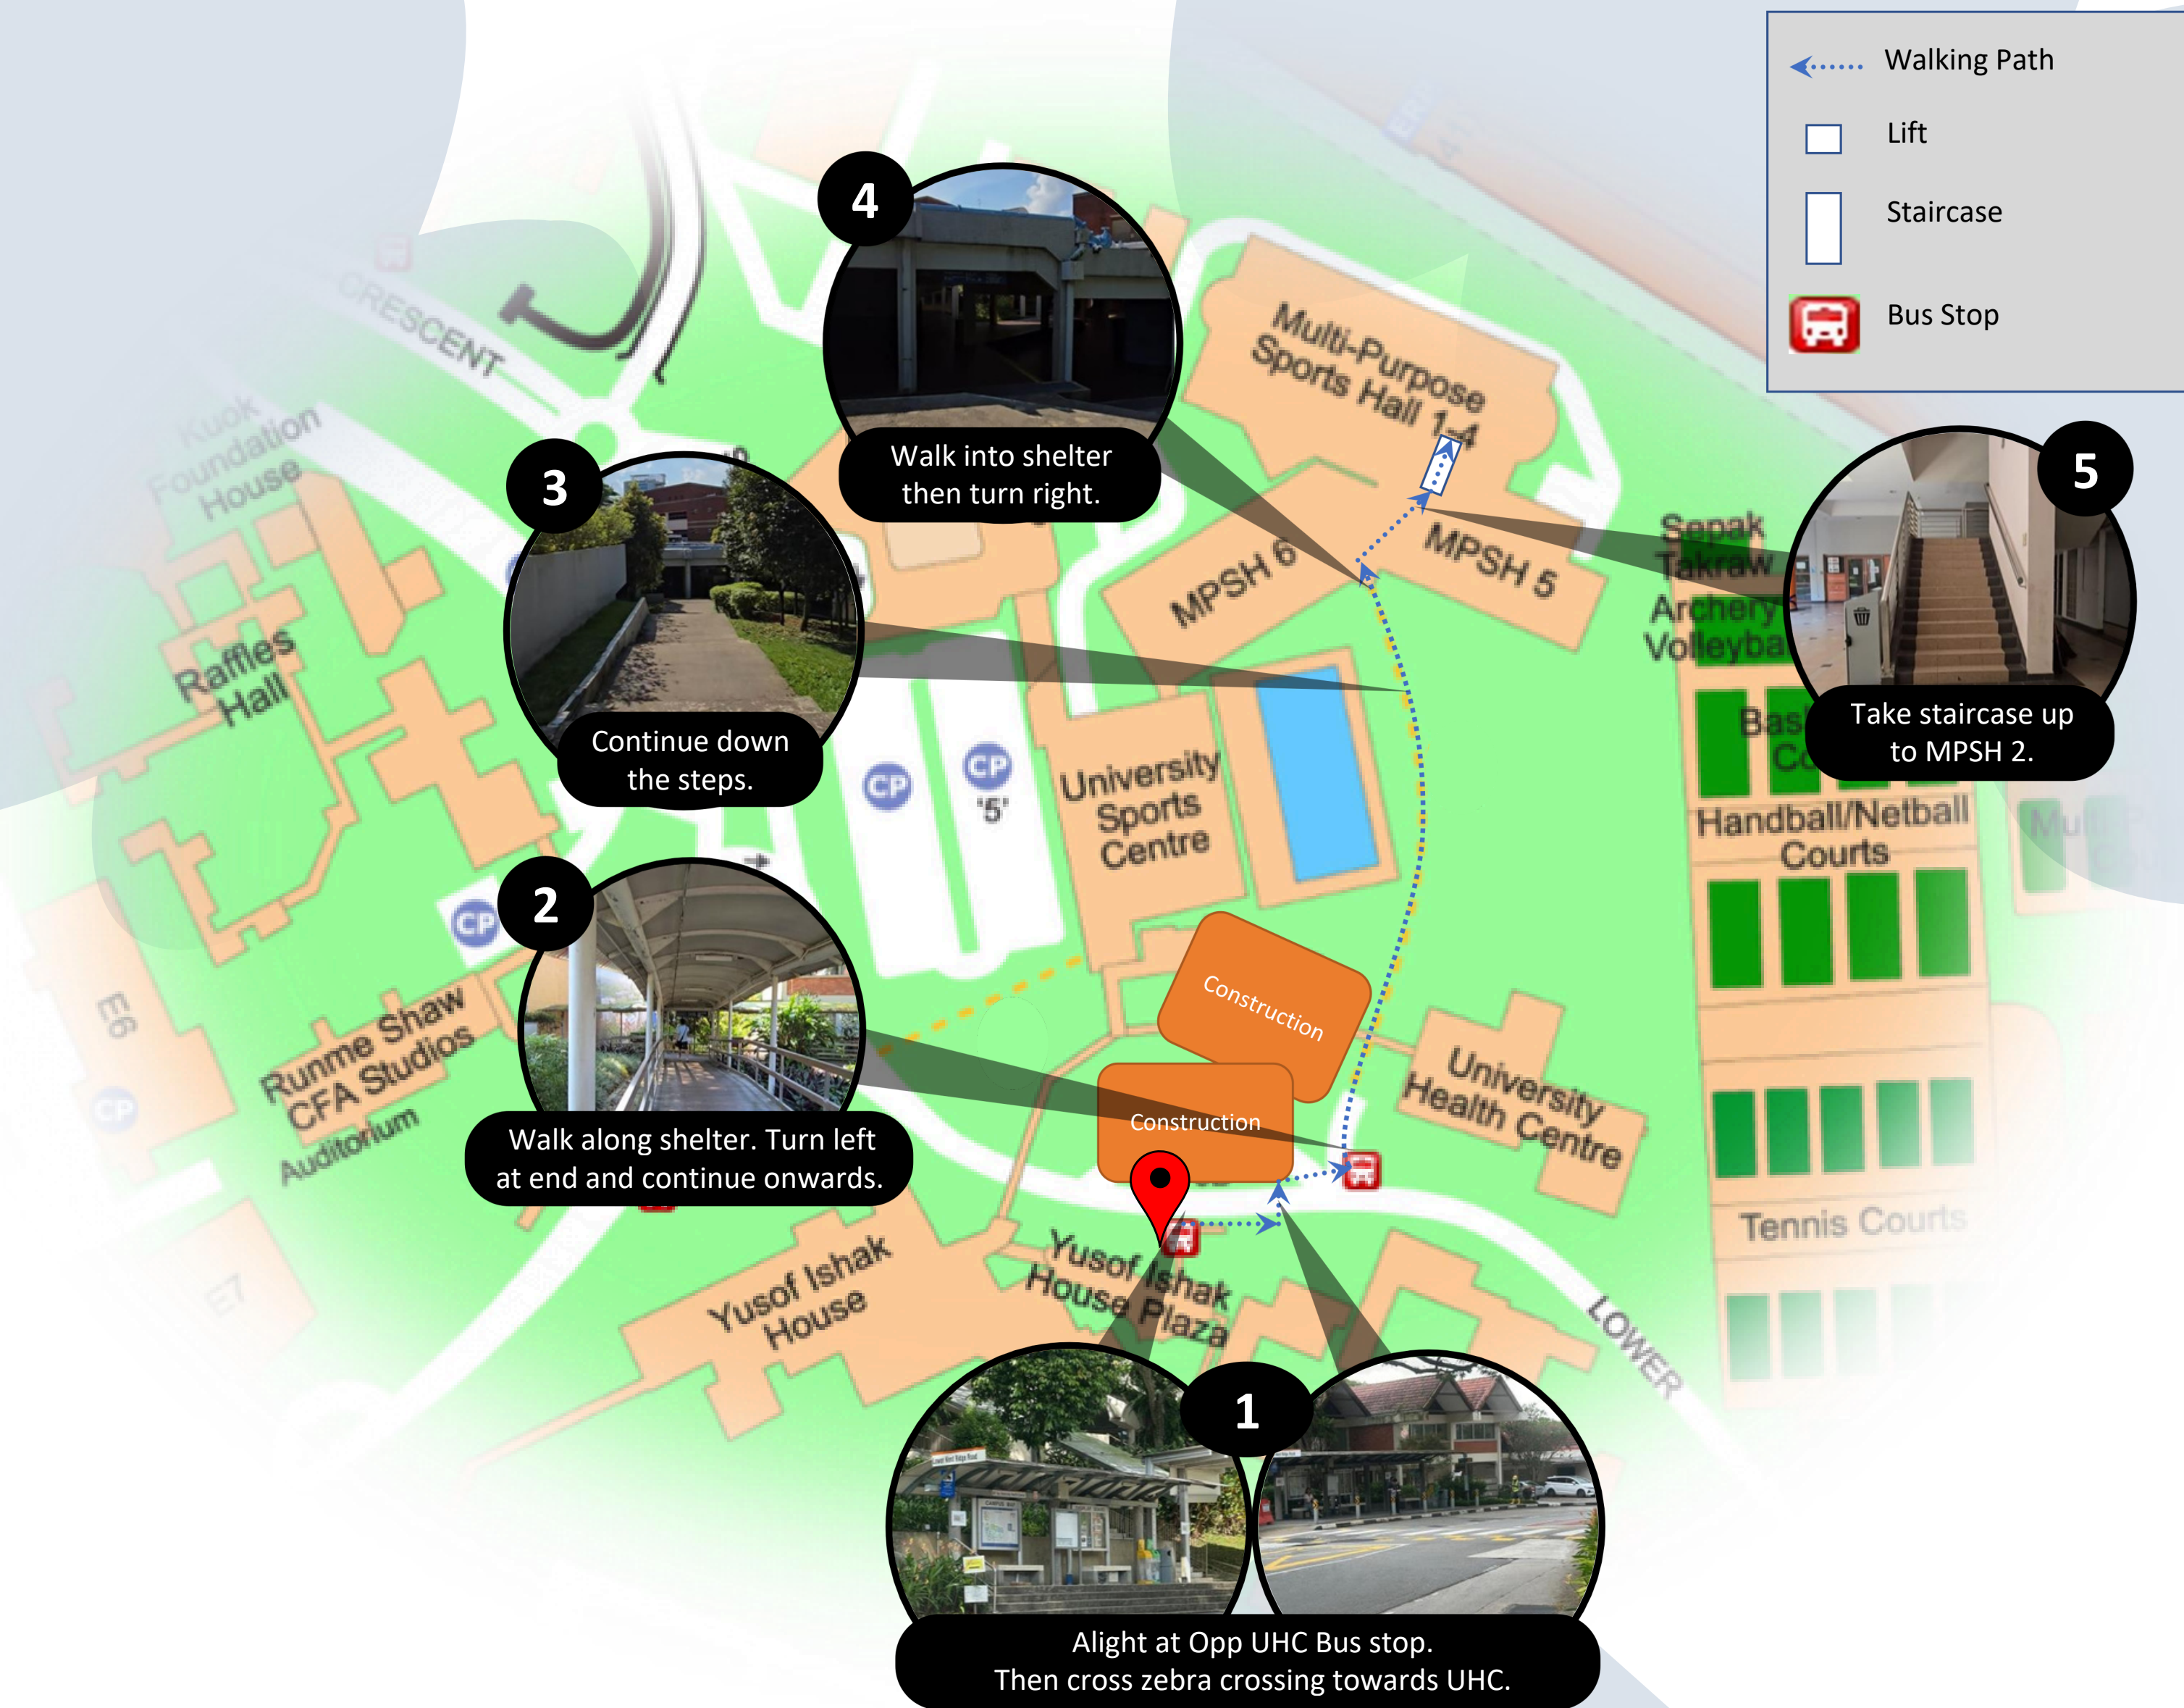 Walking Path
Lift
Staircase
Bus Stop
4
Walk into shelter
then turn right.
3
Continue down
the steps.
5
Take staircase up
to MPSH 2.
2
Walk along shelter. Turn left
at end and continue onwards.
1
Alight at Opp UHC Bus stop.
Then cross zebra crossing towards UHC.
CRESCENT
Kuok
Foundation
House
Raffles
Hall
Multi-Purpose
Sports Hall 1-4
MPSH 6
MPSH 5
Sepak
Takraw
Archery
Handball/Netball
Courts
Tennis Courts
CP
CP
'5'
University
Sports
Centre
CP
E6
CP
Runme Shaw
CFA Studios
Auditorium
E7
Construction
Construction
University
Health Centre
Yusof Ishak
House
Yusof Ishak
House Plaza
LOWER